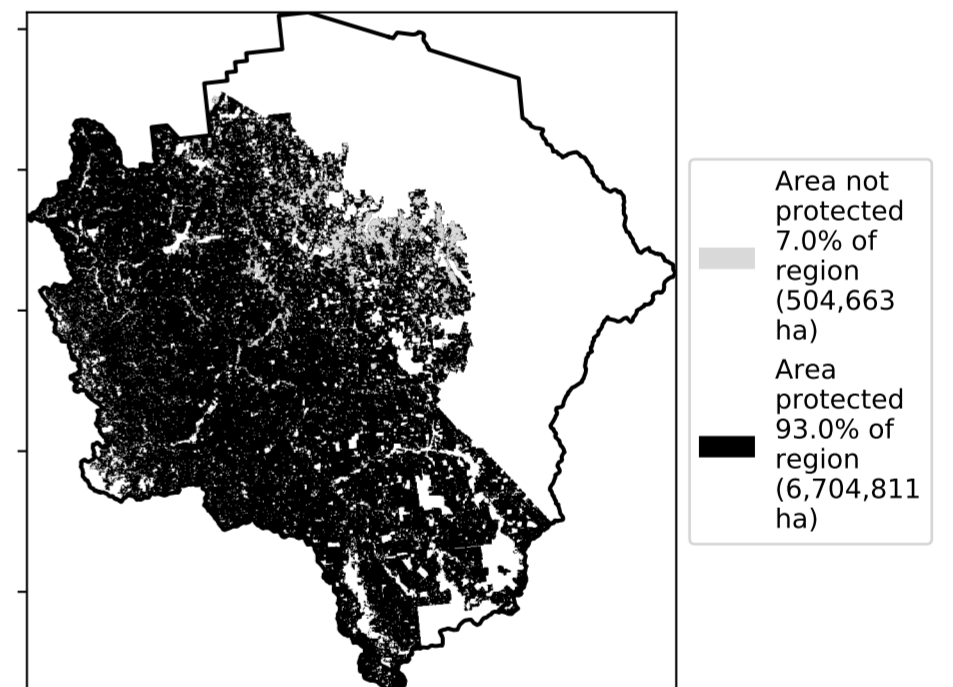 Area not
protected
7.0% of
region
(504,663
ha)
Area
protected
93.0% of
region
(6,704,811
ha)